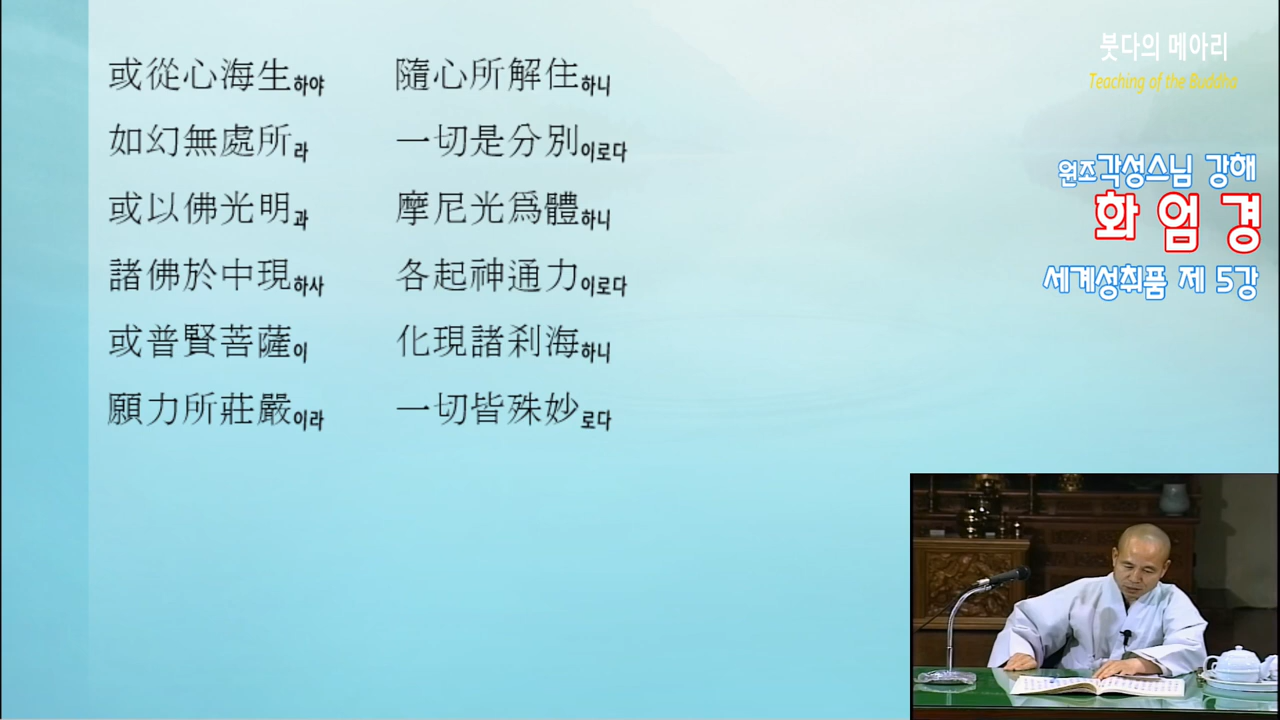 或從心海生하야 隨心所解住하니
如幻無處所라 一切是分別이로다
或以佛光明과 摩尼光爲體하니
諸佛於中現하사 各起神通力이로다
或普賢菩薩이 化現諸刹海하니
願力所莊嚴이라 一切皆殊妙로다
붓다의 메아리
Teaching of the Buddha
원조각성스님 강해
화엄경
세계성취품 제 5강